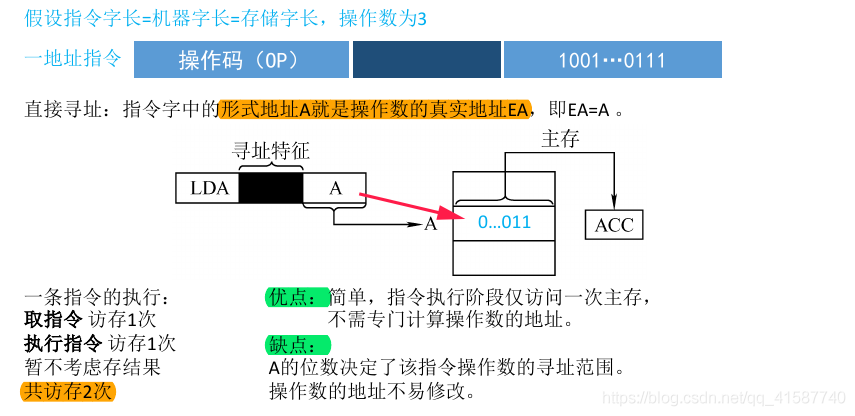 假设指令字长=机器字长=存储字长，操作数为3
一地址指令 操作码（OP） 1001…0111
直接寻址：指令字中的形式地址A就是操作数的真实地址EA，即EA=A 。
主存
寻址特征
LDA A
A 0…011 ACC
一条指令的执行： 优点：简单，指令执行阶段仅访问一次主存，
取指令 访存1次 不需专门计算操作数的地址。
执行指令 访存1次 缺点：
暂不考虑存结果 A的位数决定了该指令操作数的寻址范围。
共访存2次 操作数的地址不易修改。
https://blog.csdn.net/qq_41587740